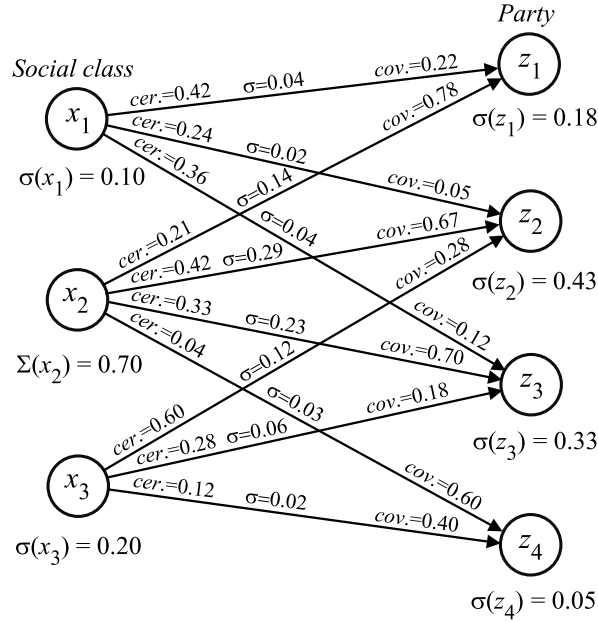 Party
Social class
z1
cer.=0.42 σ=0.04 cov.=0.22
x1
σ(z1) = 0.18
cer.=0.24 σ=0.02 cov.=0.05
cer.=0.36 σ=0.04 cov.=0.12
σ(x1) = 0.10
z2
cer.=0.21 σ=0.14 cov.=0.78
cer.=0.42 σ=0.29 cov.=0.67
x2
σ(z2) = 0.43
cer.=0.33 σ=0.23 cov.=0.70
cer.=0.04 σ=0.03 cov.=0.60
Σ(x2) = 0.70
z3
cer.=0.60 σ=0.12 cov.=0.28
cer.=0.28 σ=0.06 cov.=0.18
σ(z3) = 0.33
x3
cer.=0.12 σ=0.02 cov.=0.40
σ(x3) = 0.20
z4
σ(z4) = 0.05